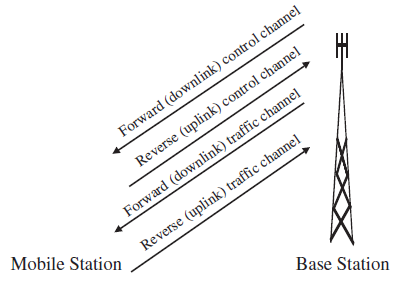 Forward (downlink) control channel
Reverse (uplink) control channel
Forward (downlink) traffic channel
Reverse (uplink) traffic channel
Mobile Station
Base Station